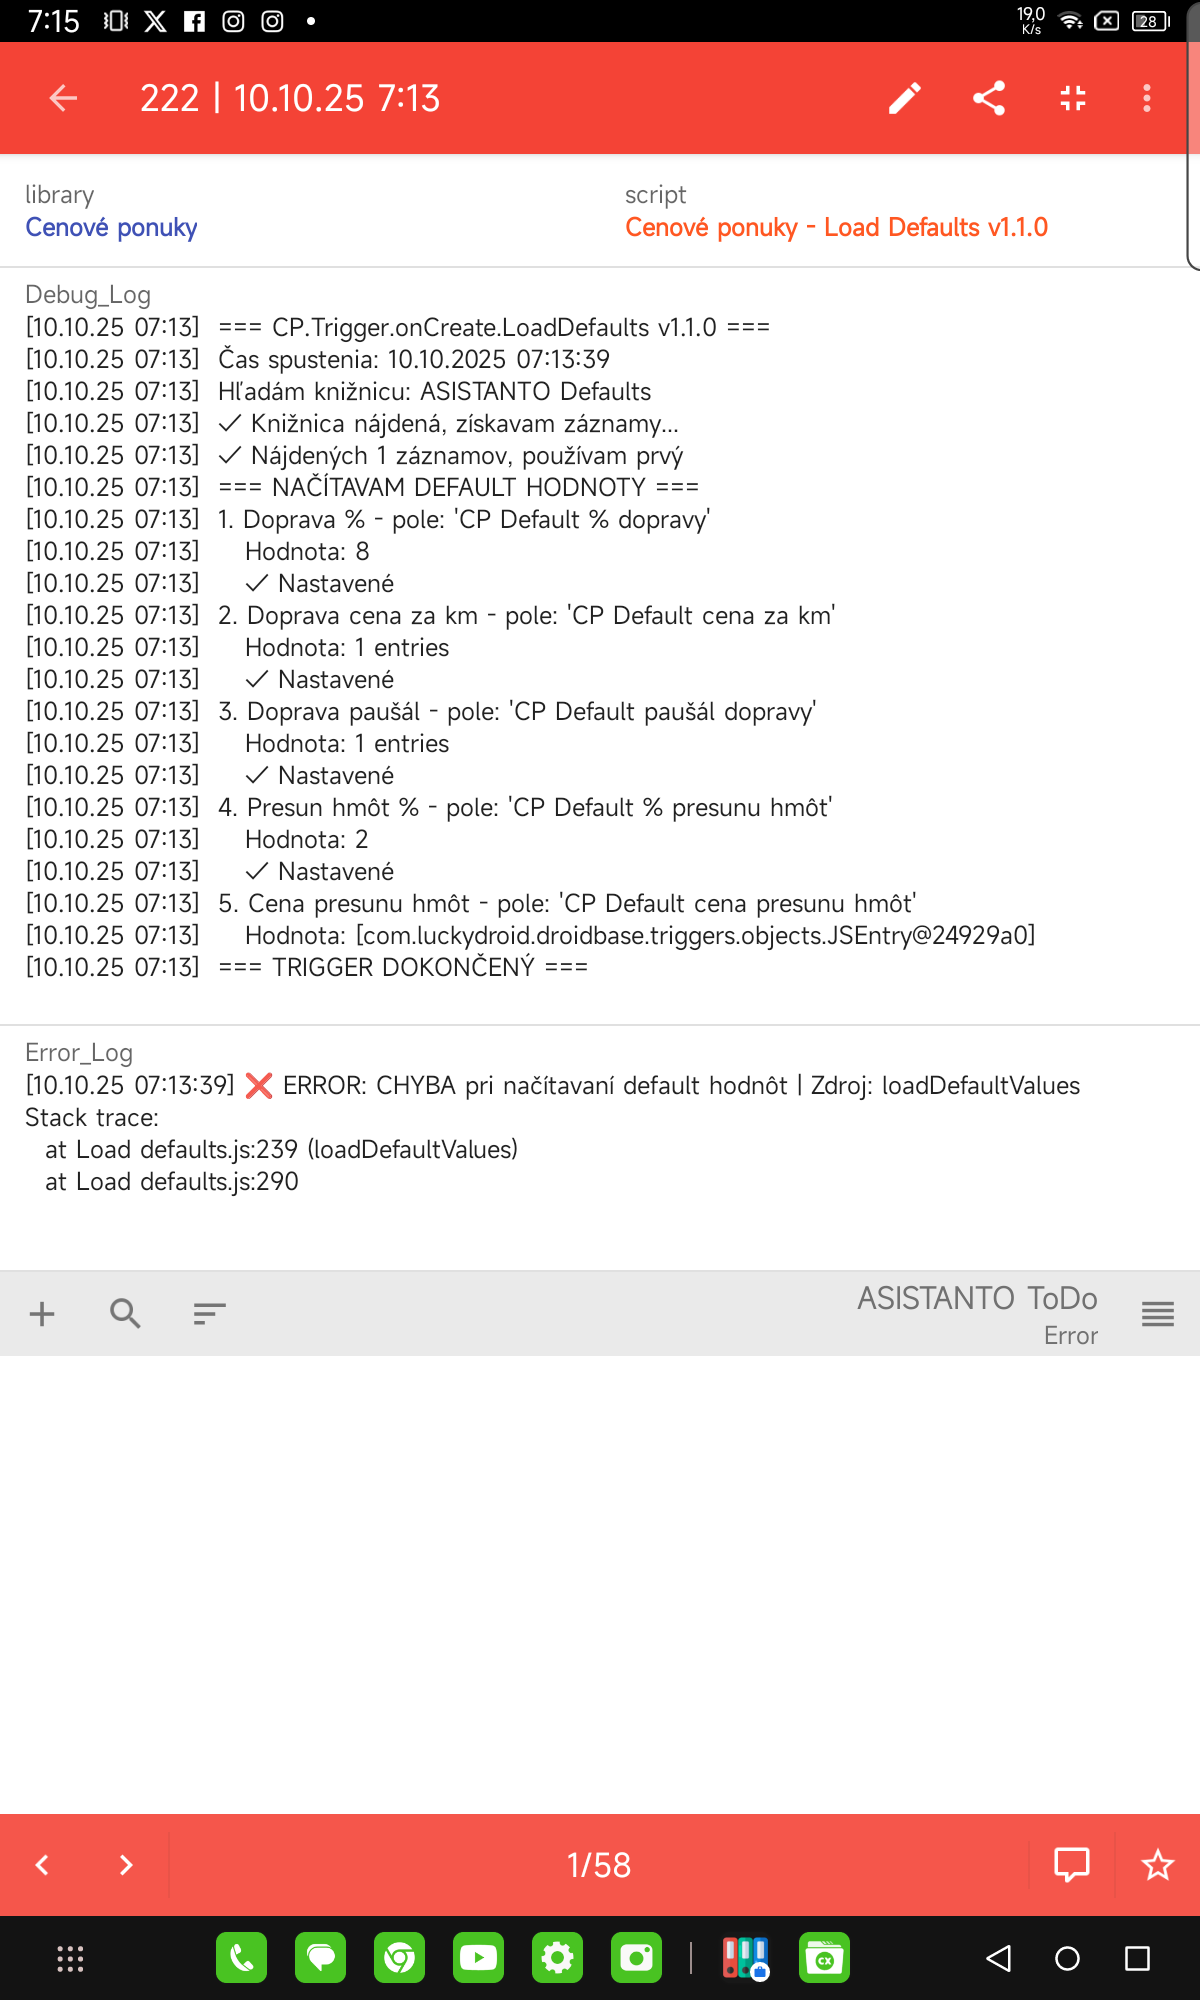 7:15
19,0
K/s
28
222 | 10.10.25 7:13
library
Cenové ponuky
script
Cenové ponuky - Load Defaults v1.1.0
Debug_Log
[10.10.25 07:13] === CP.Trigger.onCreate.LoadDefaults v1.1.0 ===
[10.10.25 07:13] Čas spustenia: 10.10.2025 07:13:39
[10.10.25 07:13] Hľadám knižnicu: ASISTANTO Defaults
[10.10.25 07:13] ✓ Knižnica nájdená, získavam záznamy...
[10.10.25 07:13] ✓ Nájdených 1 záznamov, používam prvý
[10.10.25 07:13] === NAČÍTAVAM DEFAULT HODNOTY ===
[10.10.25 07:13] 1. Doprava % - pole: 'CP Default % dopravy'
[10.10.25 07:13] Hodnota: 8
[10.10.25 07:13] ✓ Nastavené
[10.10.25 07:13] 2. Doprava cena za km - pole: 'CP Default cena za km'
[10.10.25 07:13] Hodnota: 1 entries
[10.10.25 07:13] ✓ Nastavené
[10.10.25 07:13] 3. Doprava paušál - pole: 'CP Default paušál dopravy'
[10.10.25 07:13] Hodnota: 1 entries
[10.10.25 07:13] ✓ Nastavené
[10.10.25 07:13] 4. Presun hmôt % - pole: 'CP Default % presunu hmôt'
[10.10.25 07:13] Hodnota: 2
[10.10.25 07:13] ✓ Nastavené
[10.10.25 07:13] 5. Cena presunu hmôt - pole: 'CP Default cena presunu hmôt'
[10.10.25 07:13] Hodnota: [com.luckydroid.droidbase.triggers.objects.JSEntry@24929a0]
[10.10.25 07:13] === TRIGGER DOKONČENÝ ===
Error_Log
[10.10.25 07:13:39] ❌ ERROR: CHYBA pri načítavaní default hodnôt | Zdroj: loadDefaultValues
Stack trace:
at Load defaults.js:239 (loadDefaultValues)
at Load defaults.js:290
ASISTANTO ToDo
Error
1/58
CX